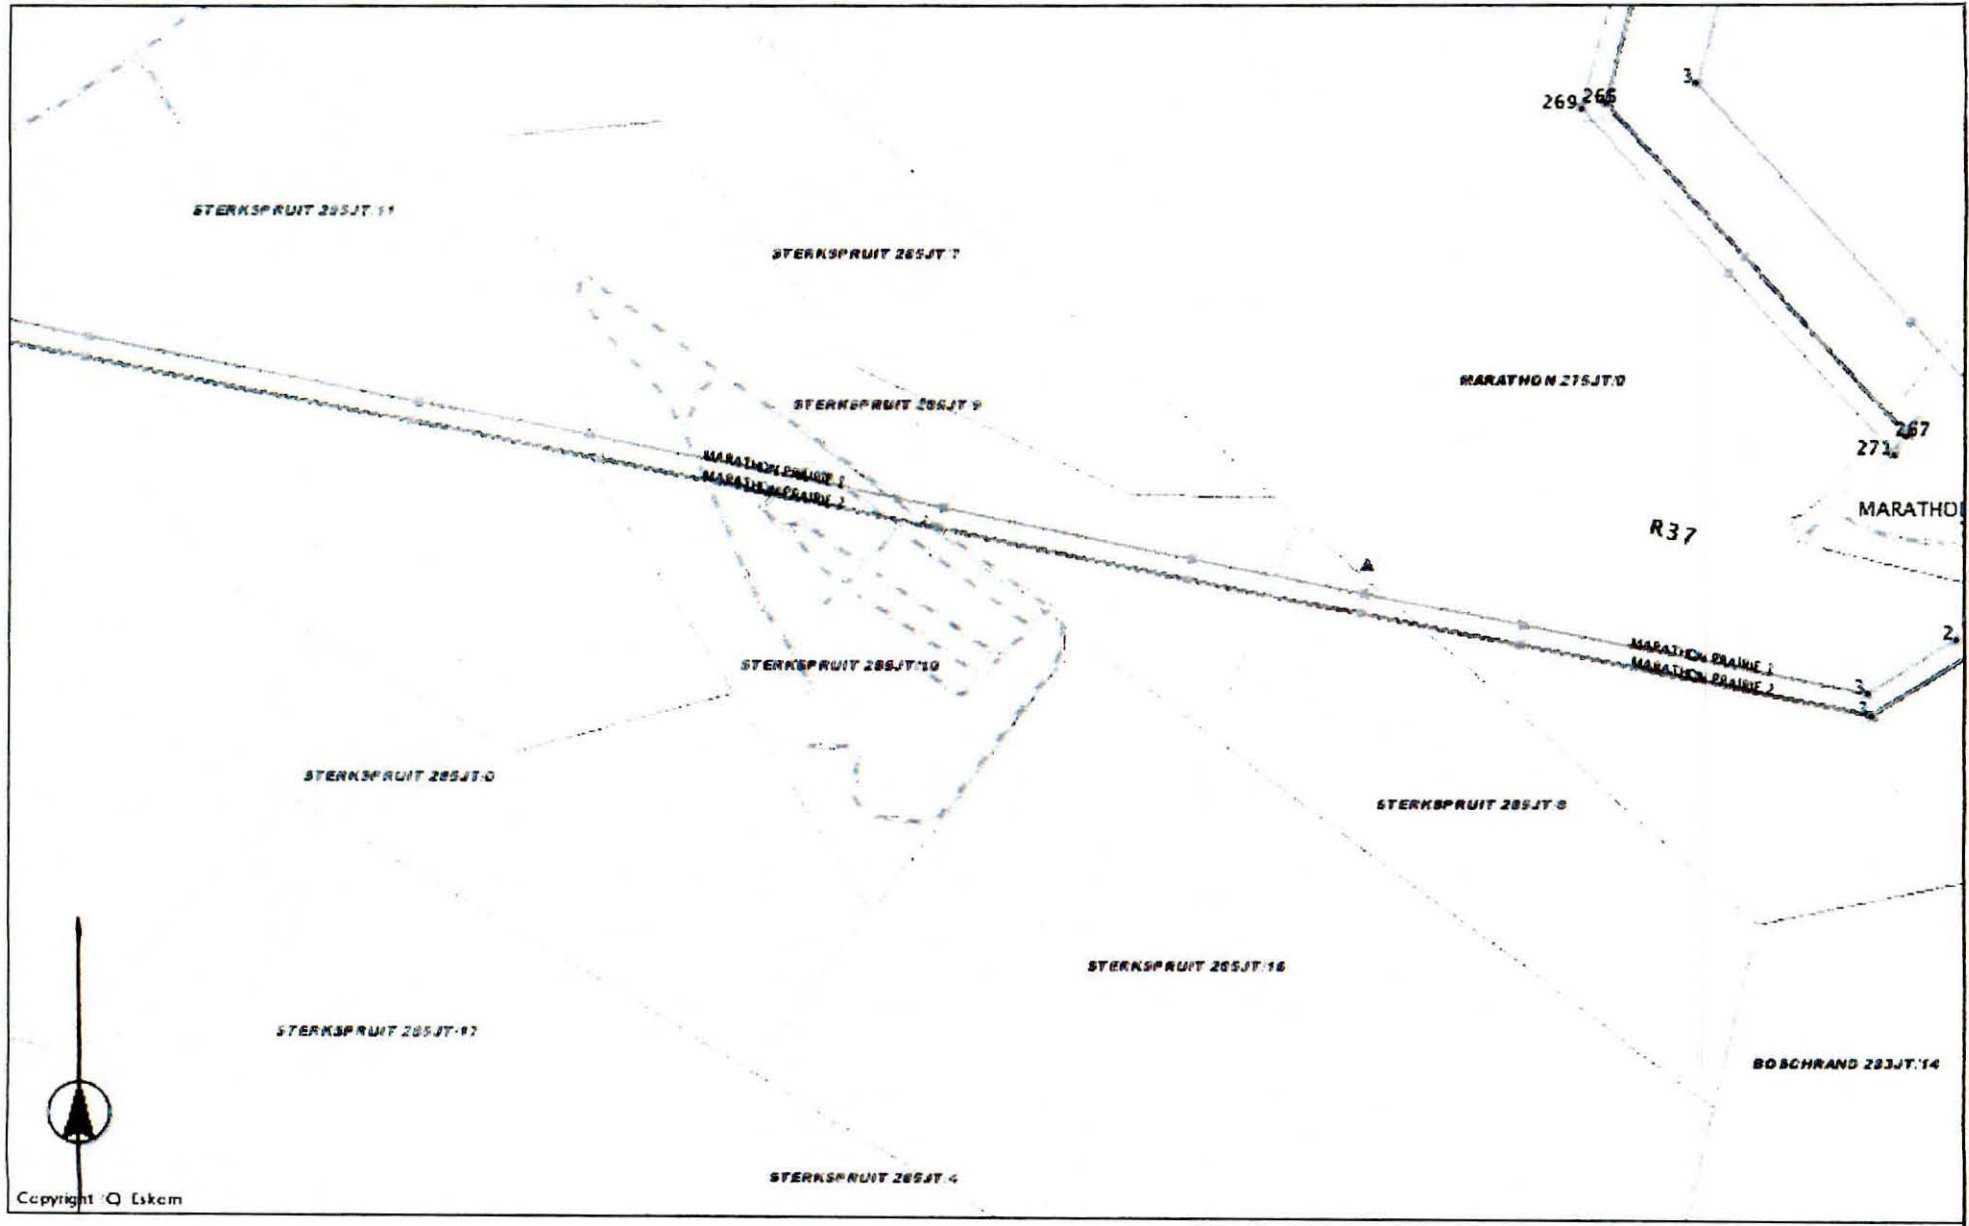 3
269 266
STERKSPRUIT 285JT/11
STERKSPRUIT 285JT/7
MARATHON 275JT/0
STERKSPRUIT 285JT/9
267
271
MARATHON PRAIRIE 1
MARATHON PRAIRIE 2
MARATHO
R37
2
MARATHON PRAIRIE 1
MARATHON PRAIRIE 2
3
3
STERKSPRUIT 285JT/10
STERKSPRUIT 285JT/0
STERKSPRUIT 285JT/8
STERKSPRUIT 285JT/16
STERKSPRUIT 285JT/17
BOSCHRAND 283JT/14
STERKSPRUIT 285JT/4
Copyright © Eskom